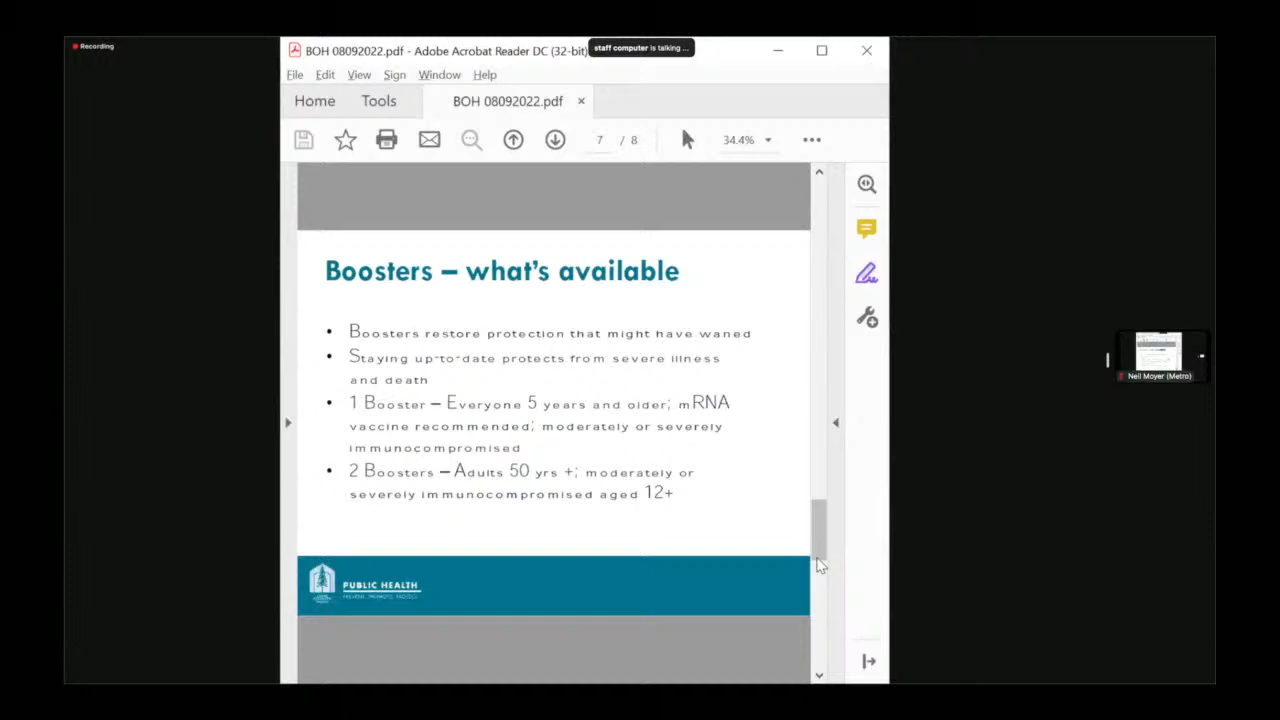 Recording
BOH 08092022.pdf - Adobe Acrobat Reader DC (32-bit)
staff computer is talking ...
File Edit View Sign Window Help
Home Tools BOH 08092022.pdf
7 / 8 34.4%
Boosters – what's available
• Boosters restore protection that might have waned
• Staying up-to-date protects from severe illness
and death
• 1 Booster – Everyone 5 years and older; mRNA
vaccine recommended; moderately or severely
immunocompromised
• 2 Boosters – Adults 50 yrs +; moderately or
severely immunocompromised aged 12+
PUBLIC HEALTH
Neil Moyer (Metro)